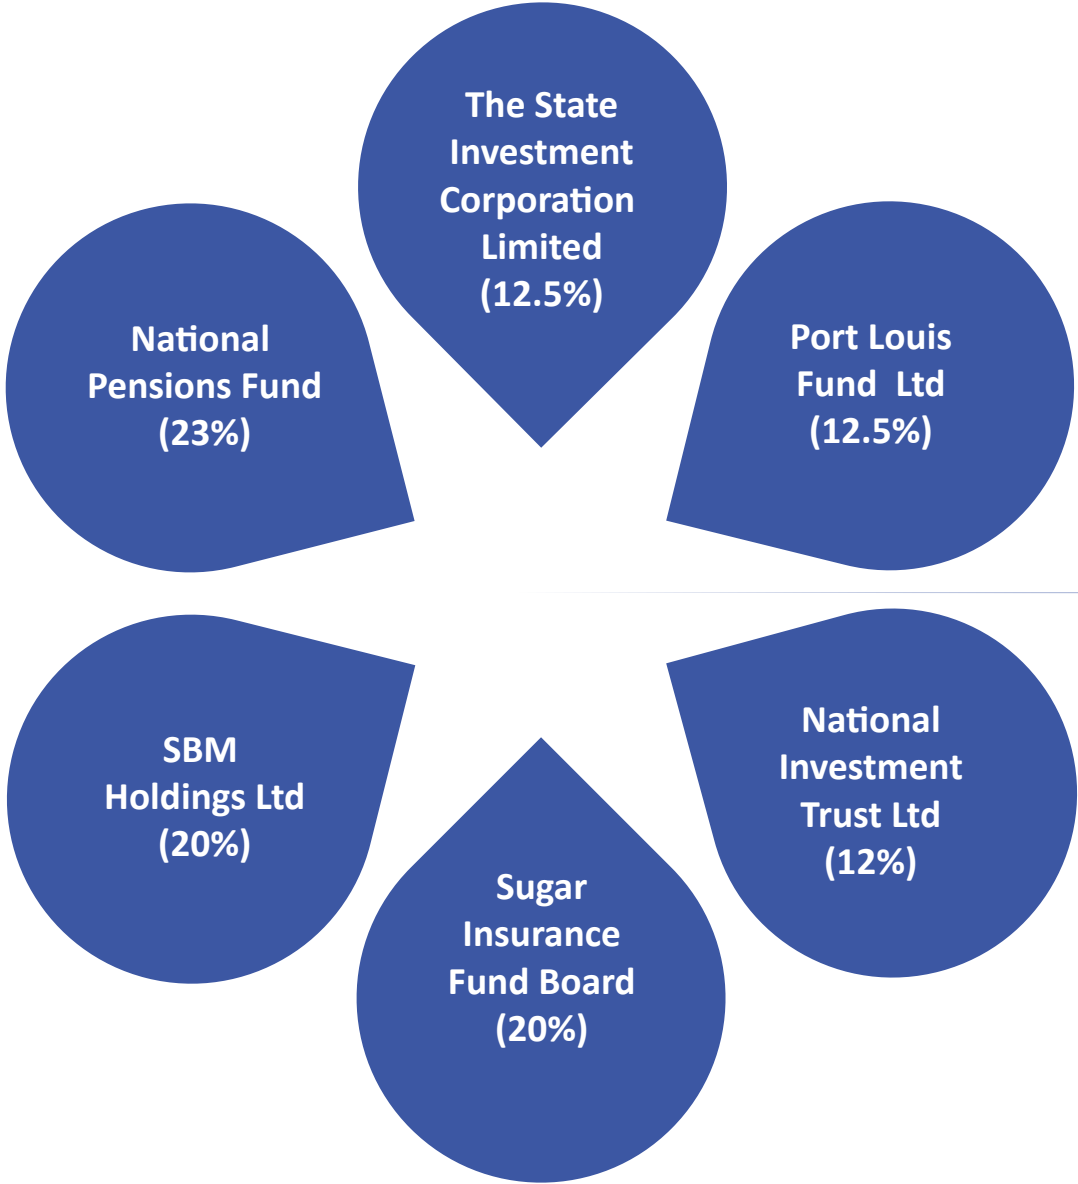 The State
Investment
Corporation
Limited
(12.5%)
National
Pensions Fund
(23%)
Port Louis
Fund Ltd
(12.5%)
SBM
Holdings Ltd
(20%)
National
Investment
Trust Ltd
(12%)
Sugar
Insurance
Fund Board
(20%)